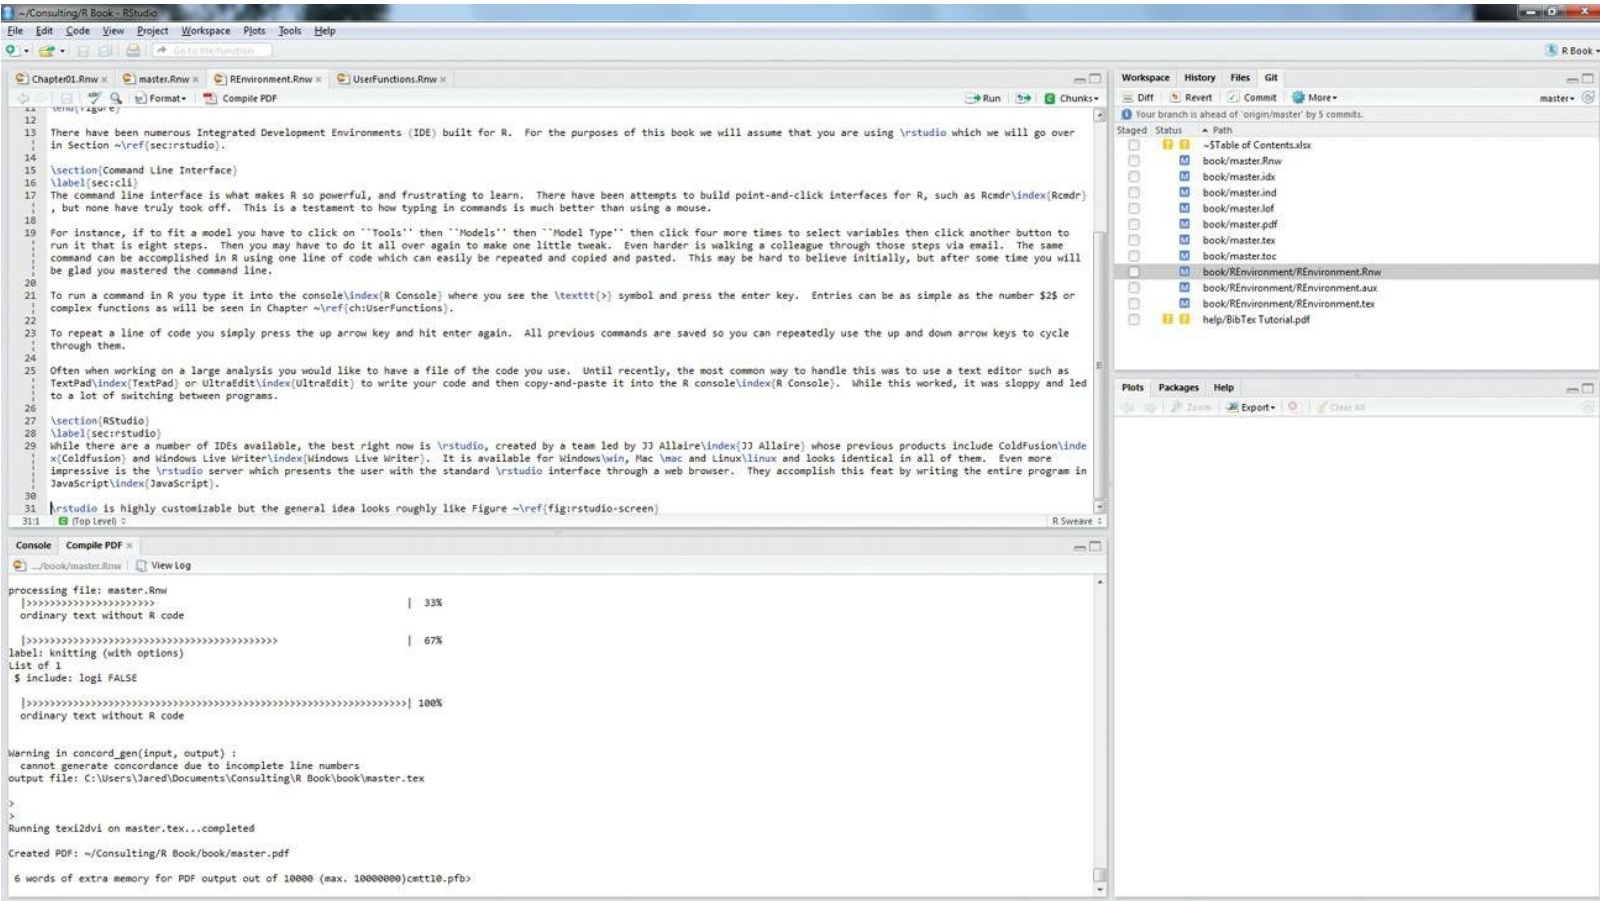 ~/Consulting/R Book - RStudio
File Edit Code View Project Workspace Plots Tools Help
Go to file/function
R Book
Chapter01.Rnw × master.Rnw × REnvironment.Rnw × UserFunctions.Rnw ×
ABC Format Compile PDF Run Chunks
11 \end{figure}
12
13 There have been numerous Integrated Development Environments (IDE) built for R. For the purposes of this book we will assume that you are using \rstudio which we will go over
in Section ~\ref{sec:rstudio}.
14
15 \section{Command Line Interface}
16 \label{sec:cli}
17 The command line interface is what makes R so powerful, and frustrating to learn. There have been attempts to build point-and-click interfaces for R, such as Rcmdr\index{Rcmdr}
, but none have truly took off. This is a testament to how typing in commands is much better than using a mouse.
18
19 For instance, if to fit a model you have to click on ``Tools'' then ``Models'' then ``Model Type'' then click four more times to select variables then click another button to
run it that is eight steps. Then you may have to do it all over again to make one little tweak. Even harder is walking a colleague through those steps via email. The same
command can be accomplished in R using one line of code which can easily be repeated and copied and pasted. This may be hard to believe initially, but after some time you will
be glad you mastered the command line.
20
21 To run a command in R you type it into the console\index{R Console} where you see the \texttt{>} symbol and press the enter key. Entries can be as simple as the number $2$ or
complex functions as will be seen in Chapter ~\ref{ch:UserFunctions}.
22
23 To repeat a line of code you simply press the up arrow key and hit enter again. All previous commands are saved so you can repeatedly use the up and down arrow keys to cycle
through them.
24
25 Often when working on a large analysis you would like to have a file of the code you use. Until recently, the most common way to handle this was to use a text editor such as
TextPad\index{TextPad} or UltraEdit\index{UltraEdit} to write your code and then copy-and-paste it into the R console\index{R Console}. While this worked, it was sloppy and led
to a lot of switching between programs.
26
27 \section{RStudio}
28 \label{sec:rstudio}
29 While there are a number of IDEs available, the best right now is \rstudio, created by a team led by JJ Allaire\index{JJ Allaire} whose previous products include ColdFusion\inde
x{Coldfusion} and Windows Live Writer\index{Windows Live Writer}. It is available for Windows\win, Mac \mac and Linux\linux and looks identical in all of them. Even more
impressive is the \rstudio server which presents the user with the standard \rstudio interface through a web browser. They accomplish this feat by writing the entire program in
JavaScript\index{JavaScript}.
30
31 \rstudio is highly customizable but the general idea looks roughly like Figure ~\ref{fig:rstudio-screen}
31:1 (Top Level) R Sweave
Console Compile PDF ×
.../book/master.Rnw View Log
processing file: master.Rnw
|>>>>>>>>>>>>>>>>>>>>>> | 33%
ordinary text without R code
|>>>>>>>>>>>>>>>>>>>>>>>>>>>>>>>>>>>>>>>>>>> | 67%
label: knitting (with options)
List of 1
$ include: logi FALSE
|>>>>>>>>>>>>>>>>>>>>>>>>>>>>>>>>>>>>>>>>>>>>>>>>>>>>>>>>>>>>>>>>>| 100%
ordinary text without R code
Warning in concord_gen(input, output) :
cannot generate concordance due to incomplete line numbers
output file: C:\Users\Jared\Documents\Consulting\R Book\book\master.tex
>
>
Running texi2dvi on master.tex...completed
Created PDF: ~/Consulting/R Book/book/master.pdf
6 words of extra memory for PDF output out of 10000 (max. 10000000)cmtt10.pfb>
Workspace History Files Git
Diff Revert Commit More master
Your branch is ahead of 'origin/master' by 5 commits.
Staged Status Path
? ? ~$Table of Contents.xlsx
M book/master.Rnw
M book/master.idx
M book/master.ind
M book/master.lof
M book/master.pdf
M book/master.tex
M book/master.toc
M book/REnvironment/REnvironment.Rnw
M book/REnvironment/REnvironment.aux
M book/REnvironment/REnvironment.tex
? ? help/BibTex Tutorial.pdf
Plots Packages Help
Zoom Export Clear All